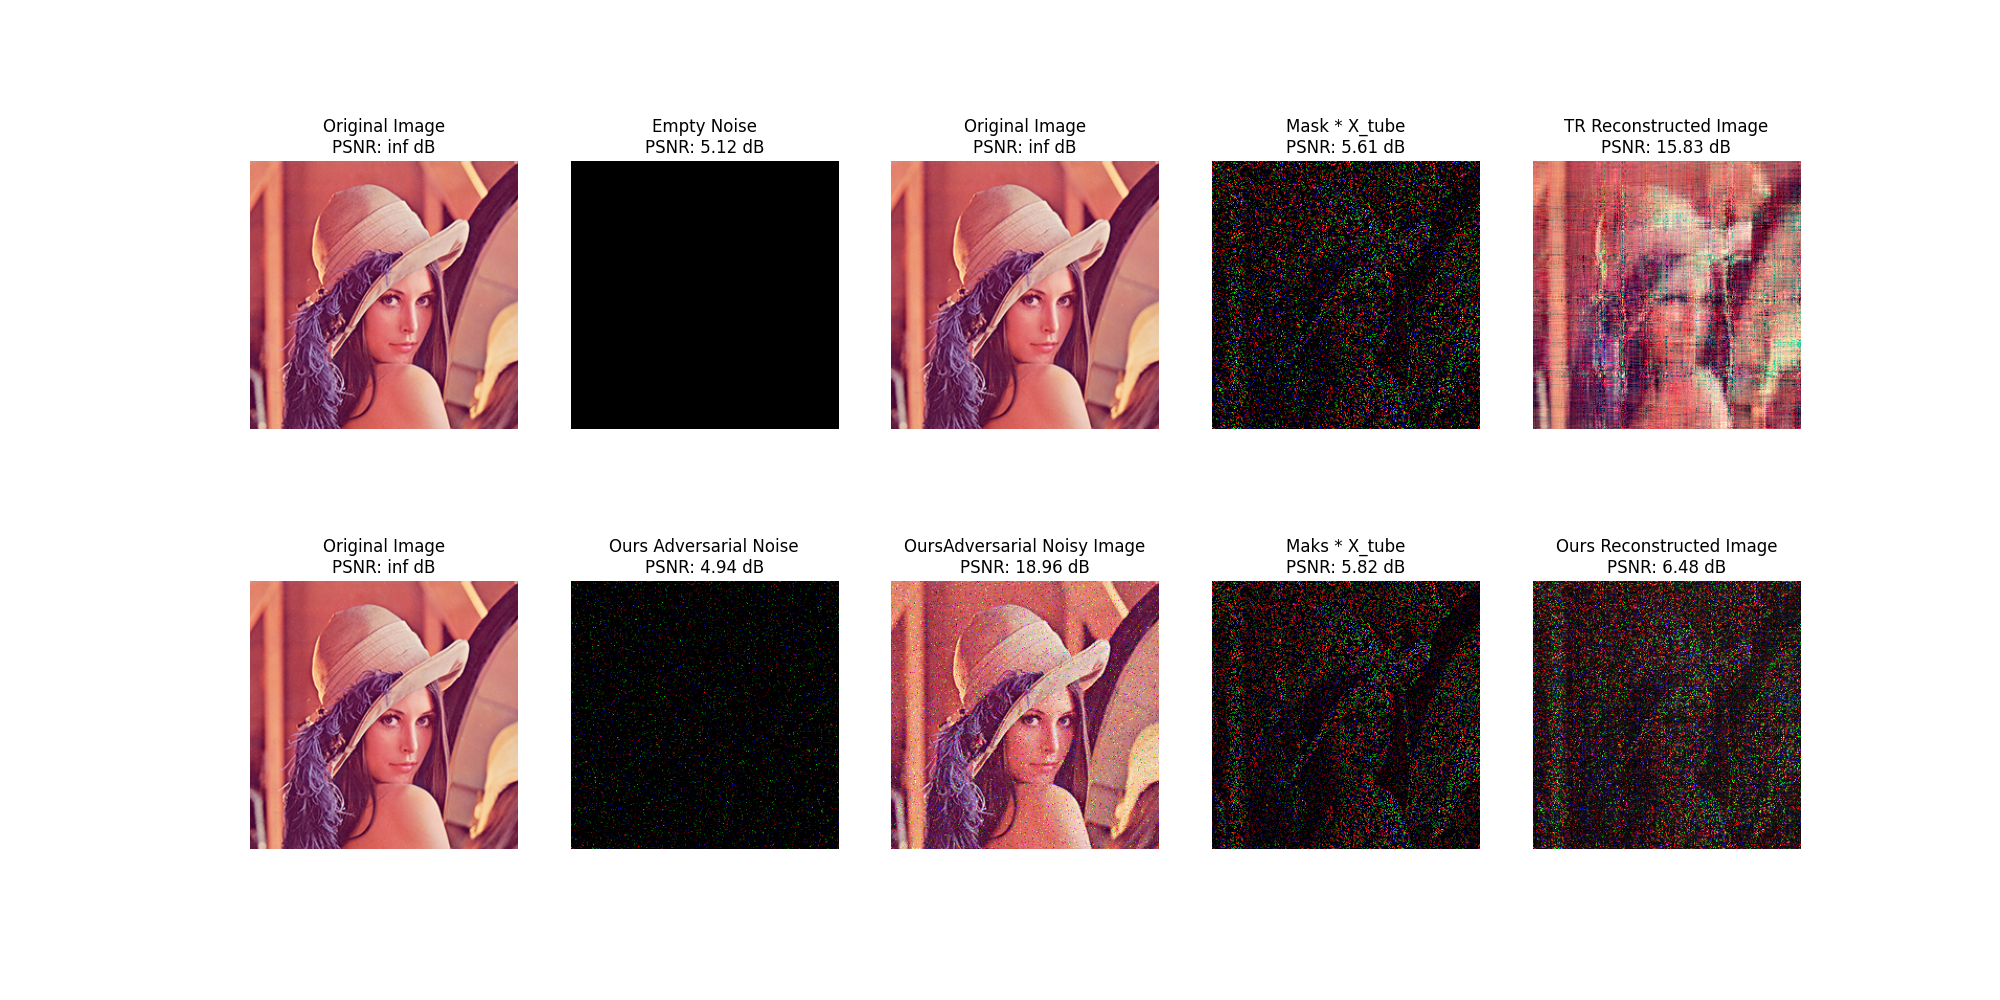 Original Image
PSNR: inf dB
Empty Noise
PSNR: 5.12 dB
Original Image
PSNR: inf dB
Mask * X_tube
PSNR: 5.61 dB
TR Reconstructed Image
PSNR: 15.83 dB
Original Image
PSNR: inf dB
Ours Adversarial Noise
PSNR: 4.94 dB
OursAdversarial Noisy Image
PSNR: 18.96 dB
Maks * X_tube
PSNR: 5.82 dB
Ours Reconstructed Image
PSNR: 6.48 dB